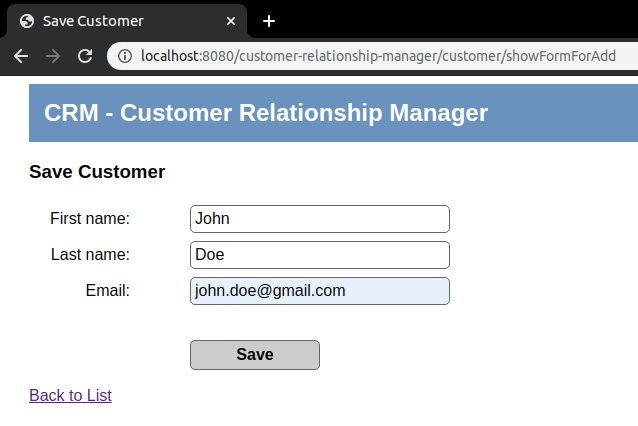 Save Customer
localhost:8080/customer-relationship-manager/customer/showFormForAdd
CRM - Customer Relationship Manager
Save Customer
First name: John
Last name: Doe
Email: john.doe@gmail.com
Save
Back to List